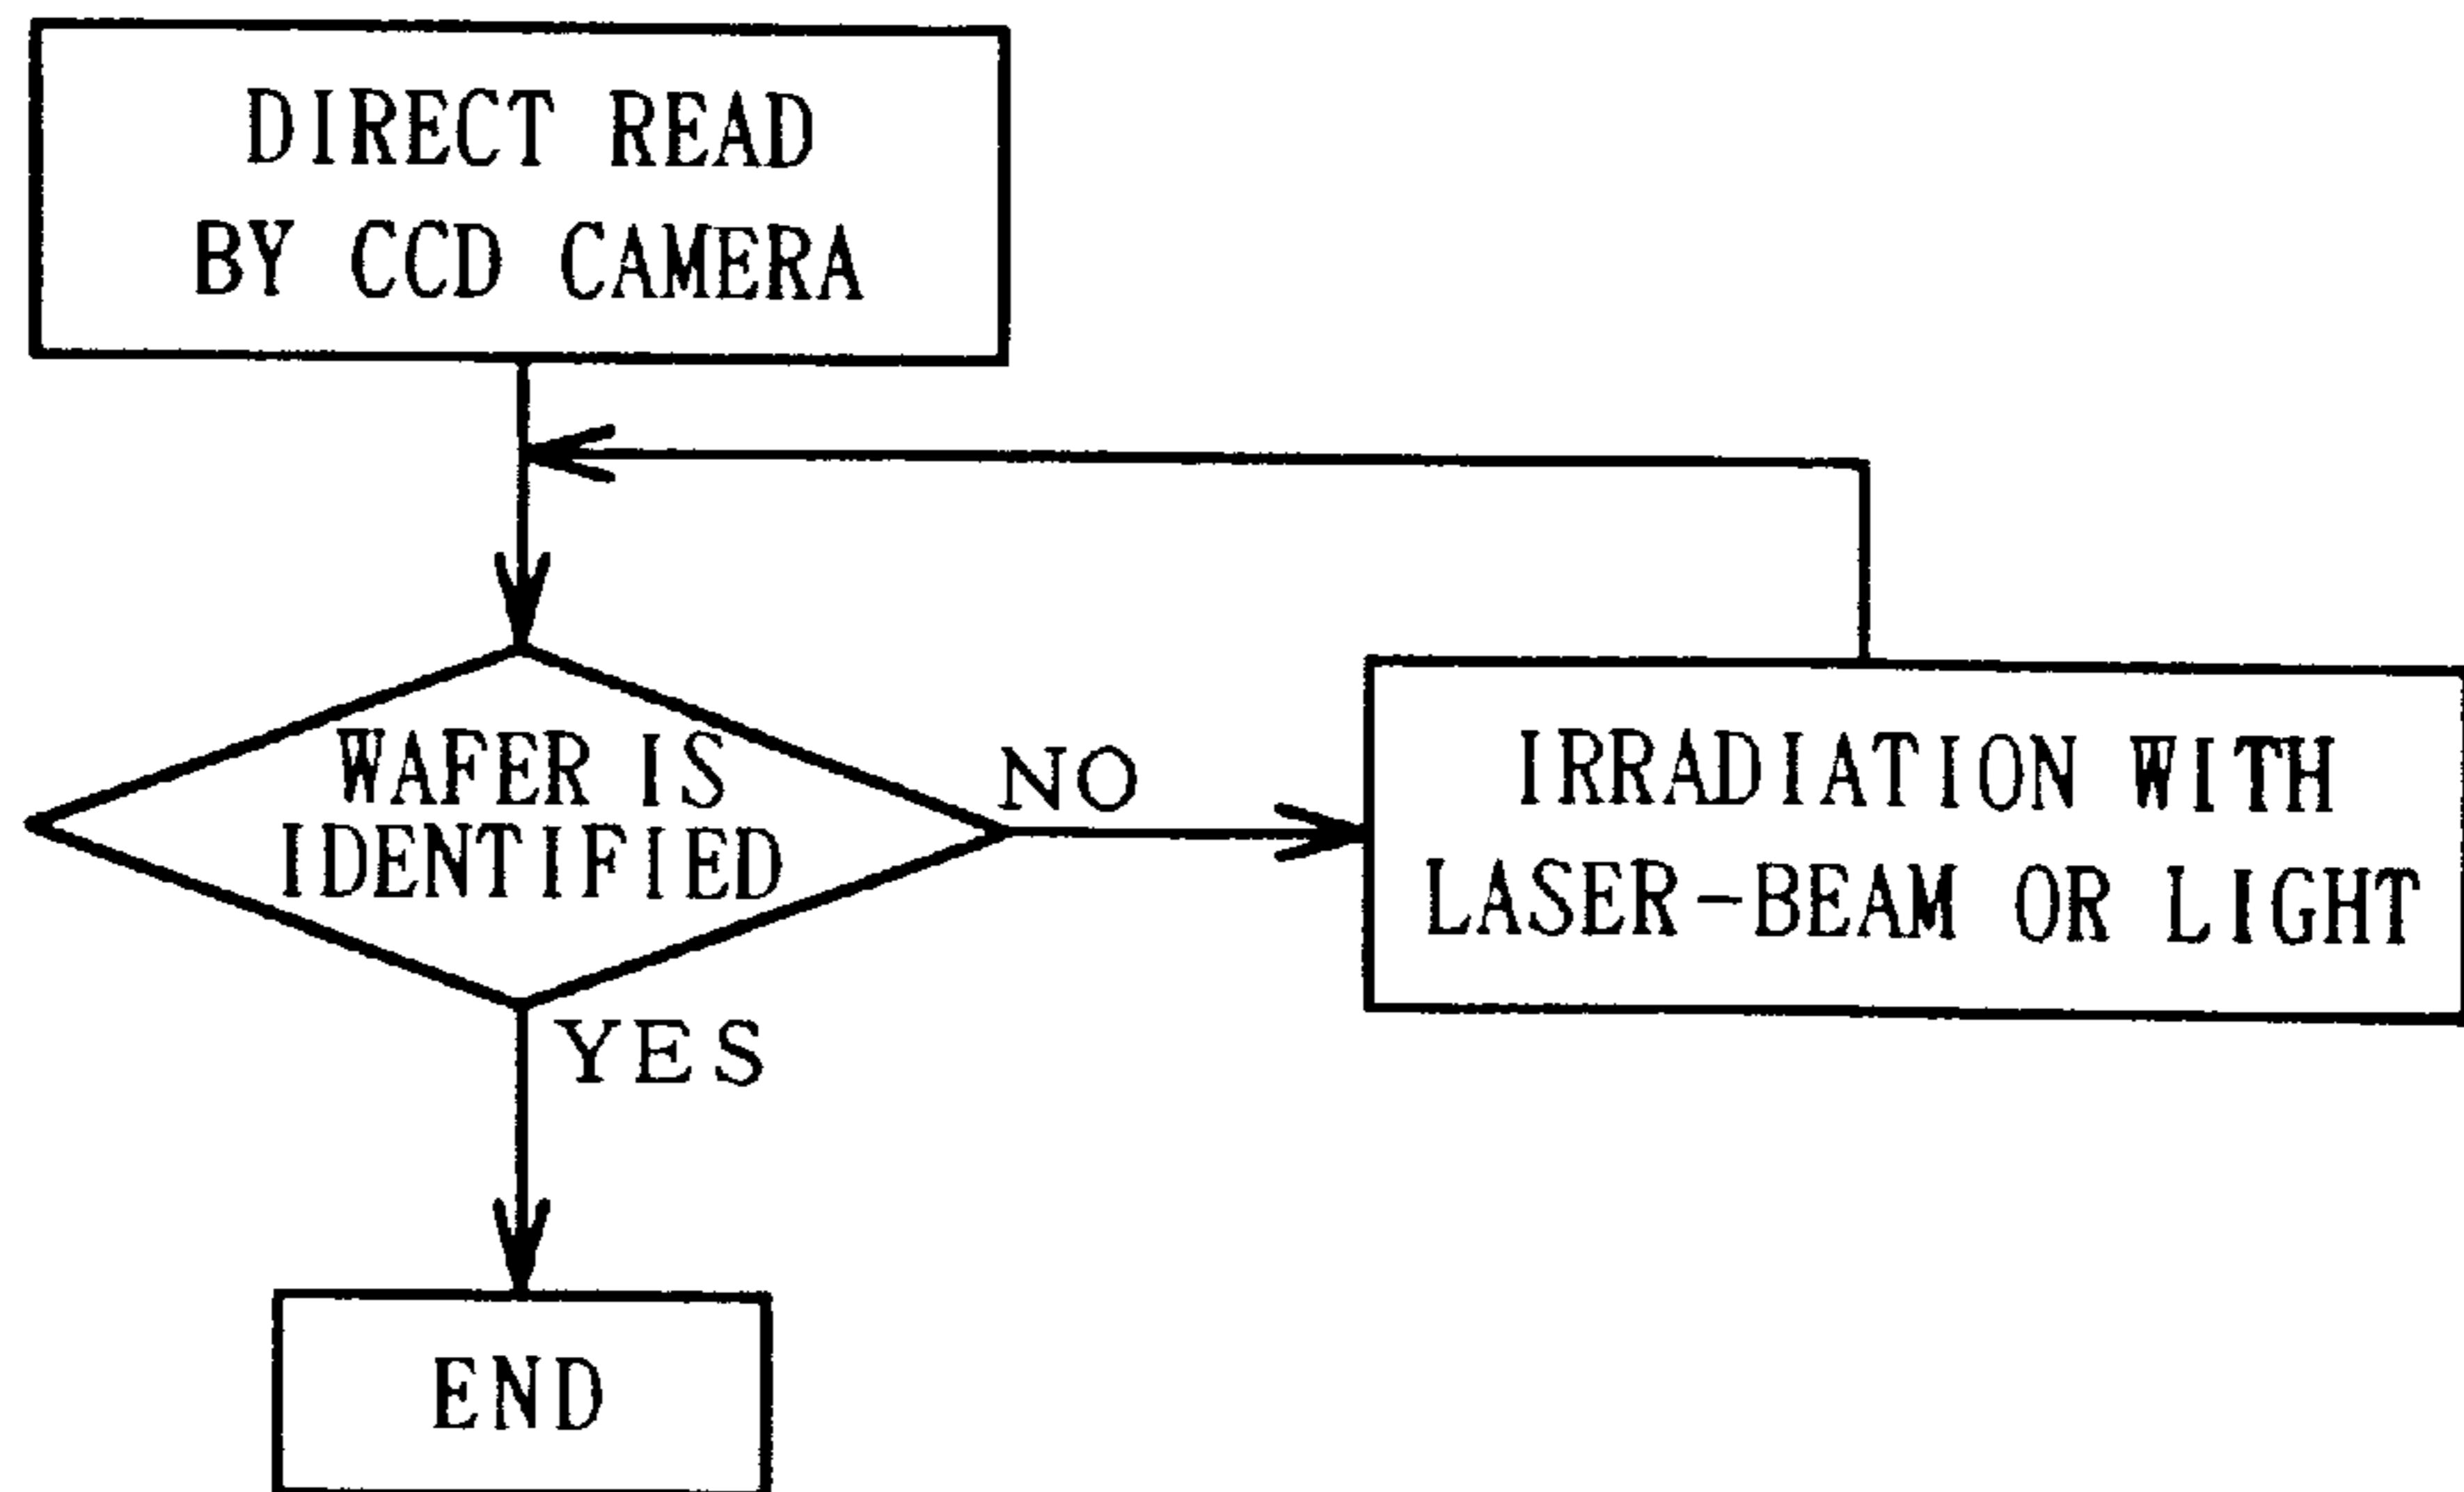 DIRECT READ
BY CCD CAMERA
WAFER IS
IDENTIFIED
NO
IRRADIATION WITH
LASER-BEAM OR LIGHT
YES
END